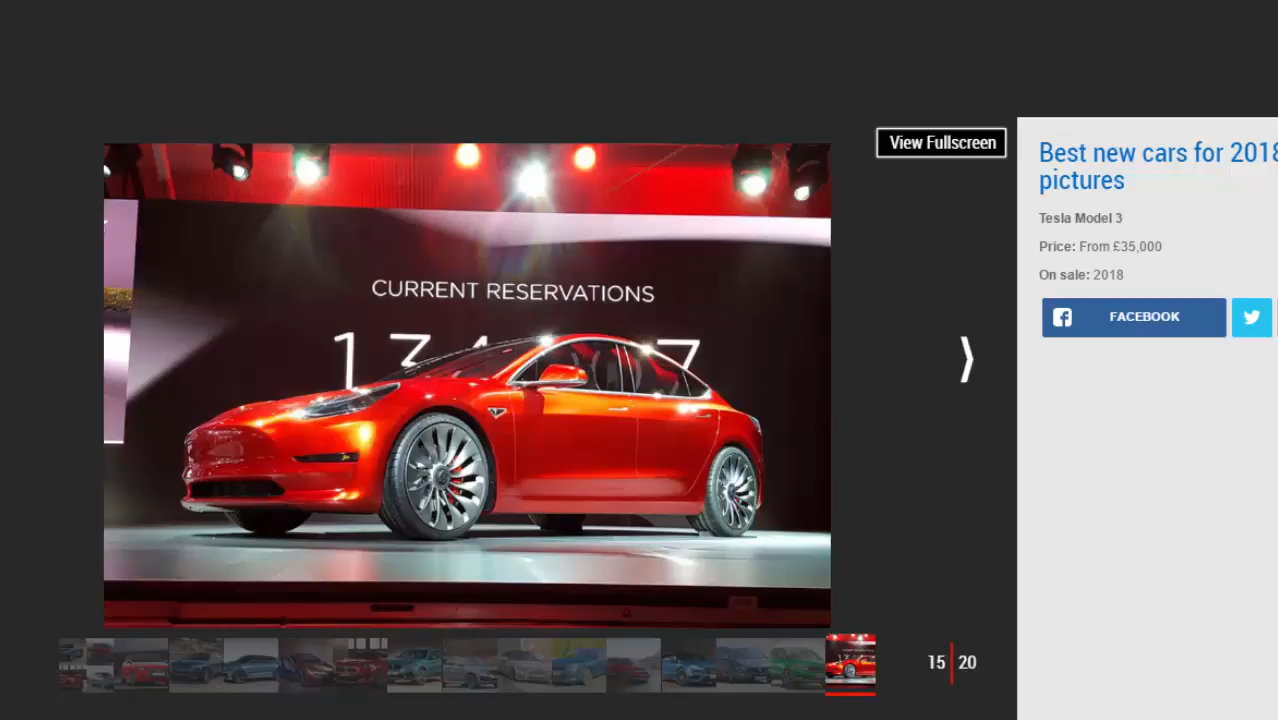 View Fullscreen
Best new cars for 2018
pictures
Tesla Model 3
Price: From £35,000
On sale: 2018
CURRENT RESERVATIONS
FACEBOOK
15 20